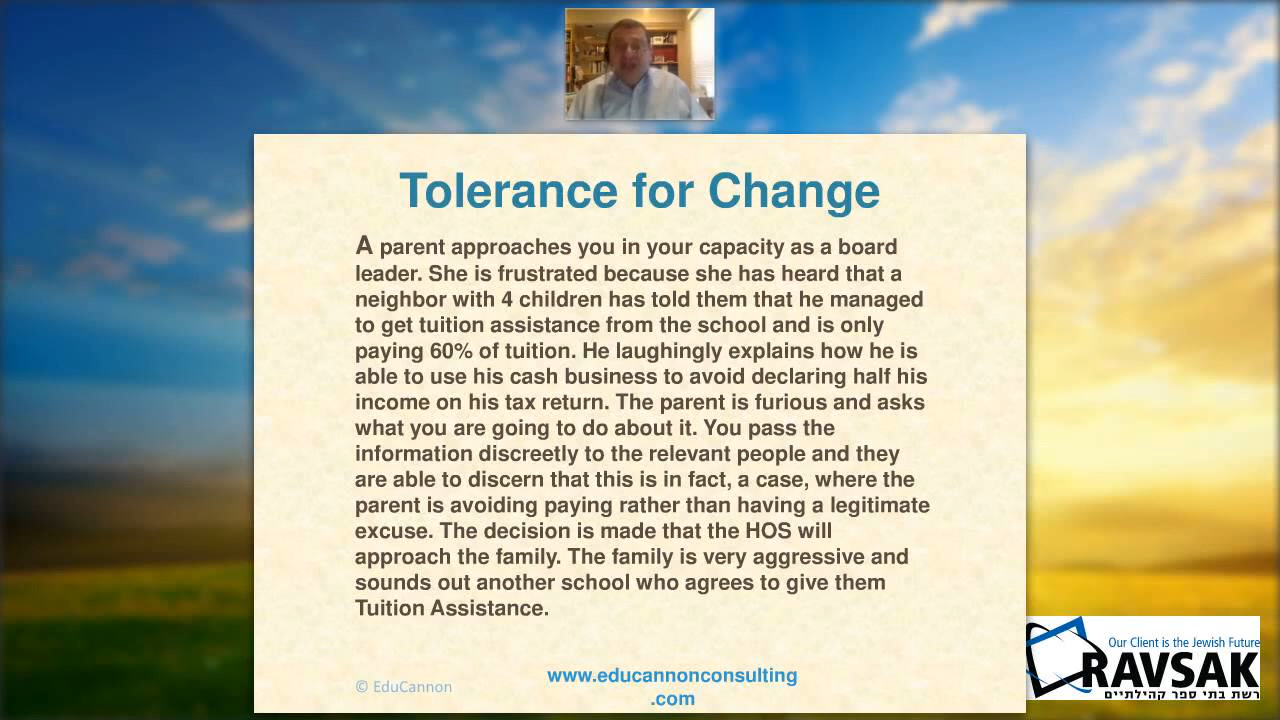 Tolerance for Change
A parent approaches you in your capacity as a board
leader. She is frustrated because she has heard that a
neighbor with 4 children has told them that he managed
to get tuition assistance from the school and is only
paying 60% of tuition. He laughingly explains how he is
able to use his cash business to avoid declaring half his
income on his tax return. The parent is furious and asks
what you are going to do about it. You pass the
information discreetly to the relevant people and they
are able to discern that this is in fact, a case, where the
parent is avoiding paying rather than having a legitimate
excuse. The decision is made that the HOS will
approach the family. The family is very aggressive and
sounds out another school who agrees to give them
Tuition Assistance.
© EduCannon
www.educannonconsulting
.com
Our Client is the Jewish Future
RAVSAK
רשת בתי ספר קהילתיים